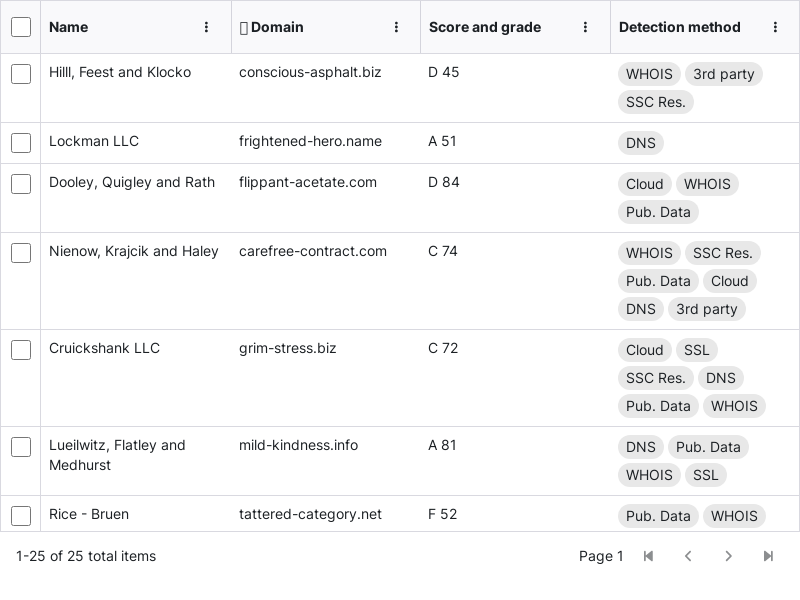 Name Domain Score and grade Detection method
Hilll, Feest and Klocko conscious-asphalt.biz D 45 WHOIS 3rd party
SSC Res.
Lockman LLC frightened-hero.name A 51 DNS
Dooley, Quigley and Rath flippant-acetate.com D 84 Cloud WHOIS
Pub. Data
Nienow, Krajcik and Haley carefree-contract.com C 74 WHOIS SSC Res.
Pub. Data Cloud
DNS 3rd party
Cruickshank LLC grim-stress.biz C 72 Cloud SSL
SSC Res. DNS
Pub. Data WHOIS
Lueilwitz, Flatley and mild-kindness.info A 81 DNS Pub. Data
Medhurst WHOIS SSL
Rice - Bruen tattered-category.net F 52 Pub. Data WHOIS
1-25 of 25 total items Page 1